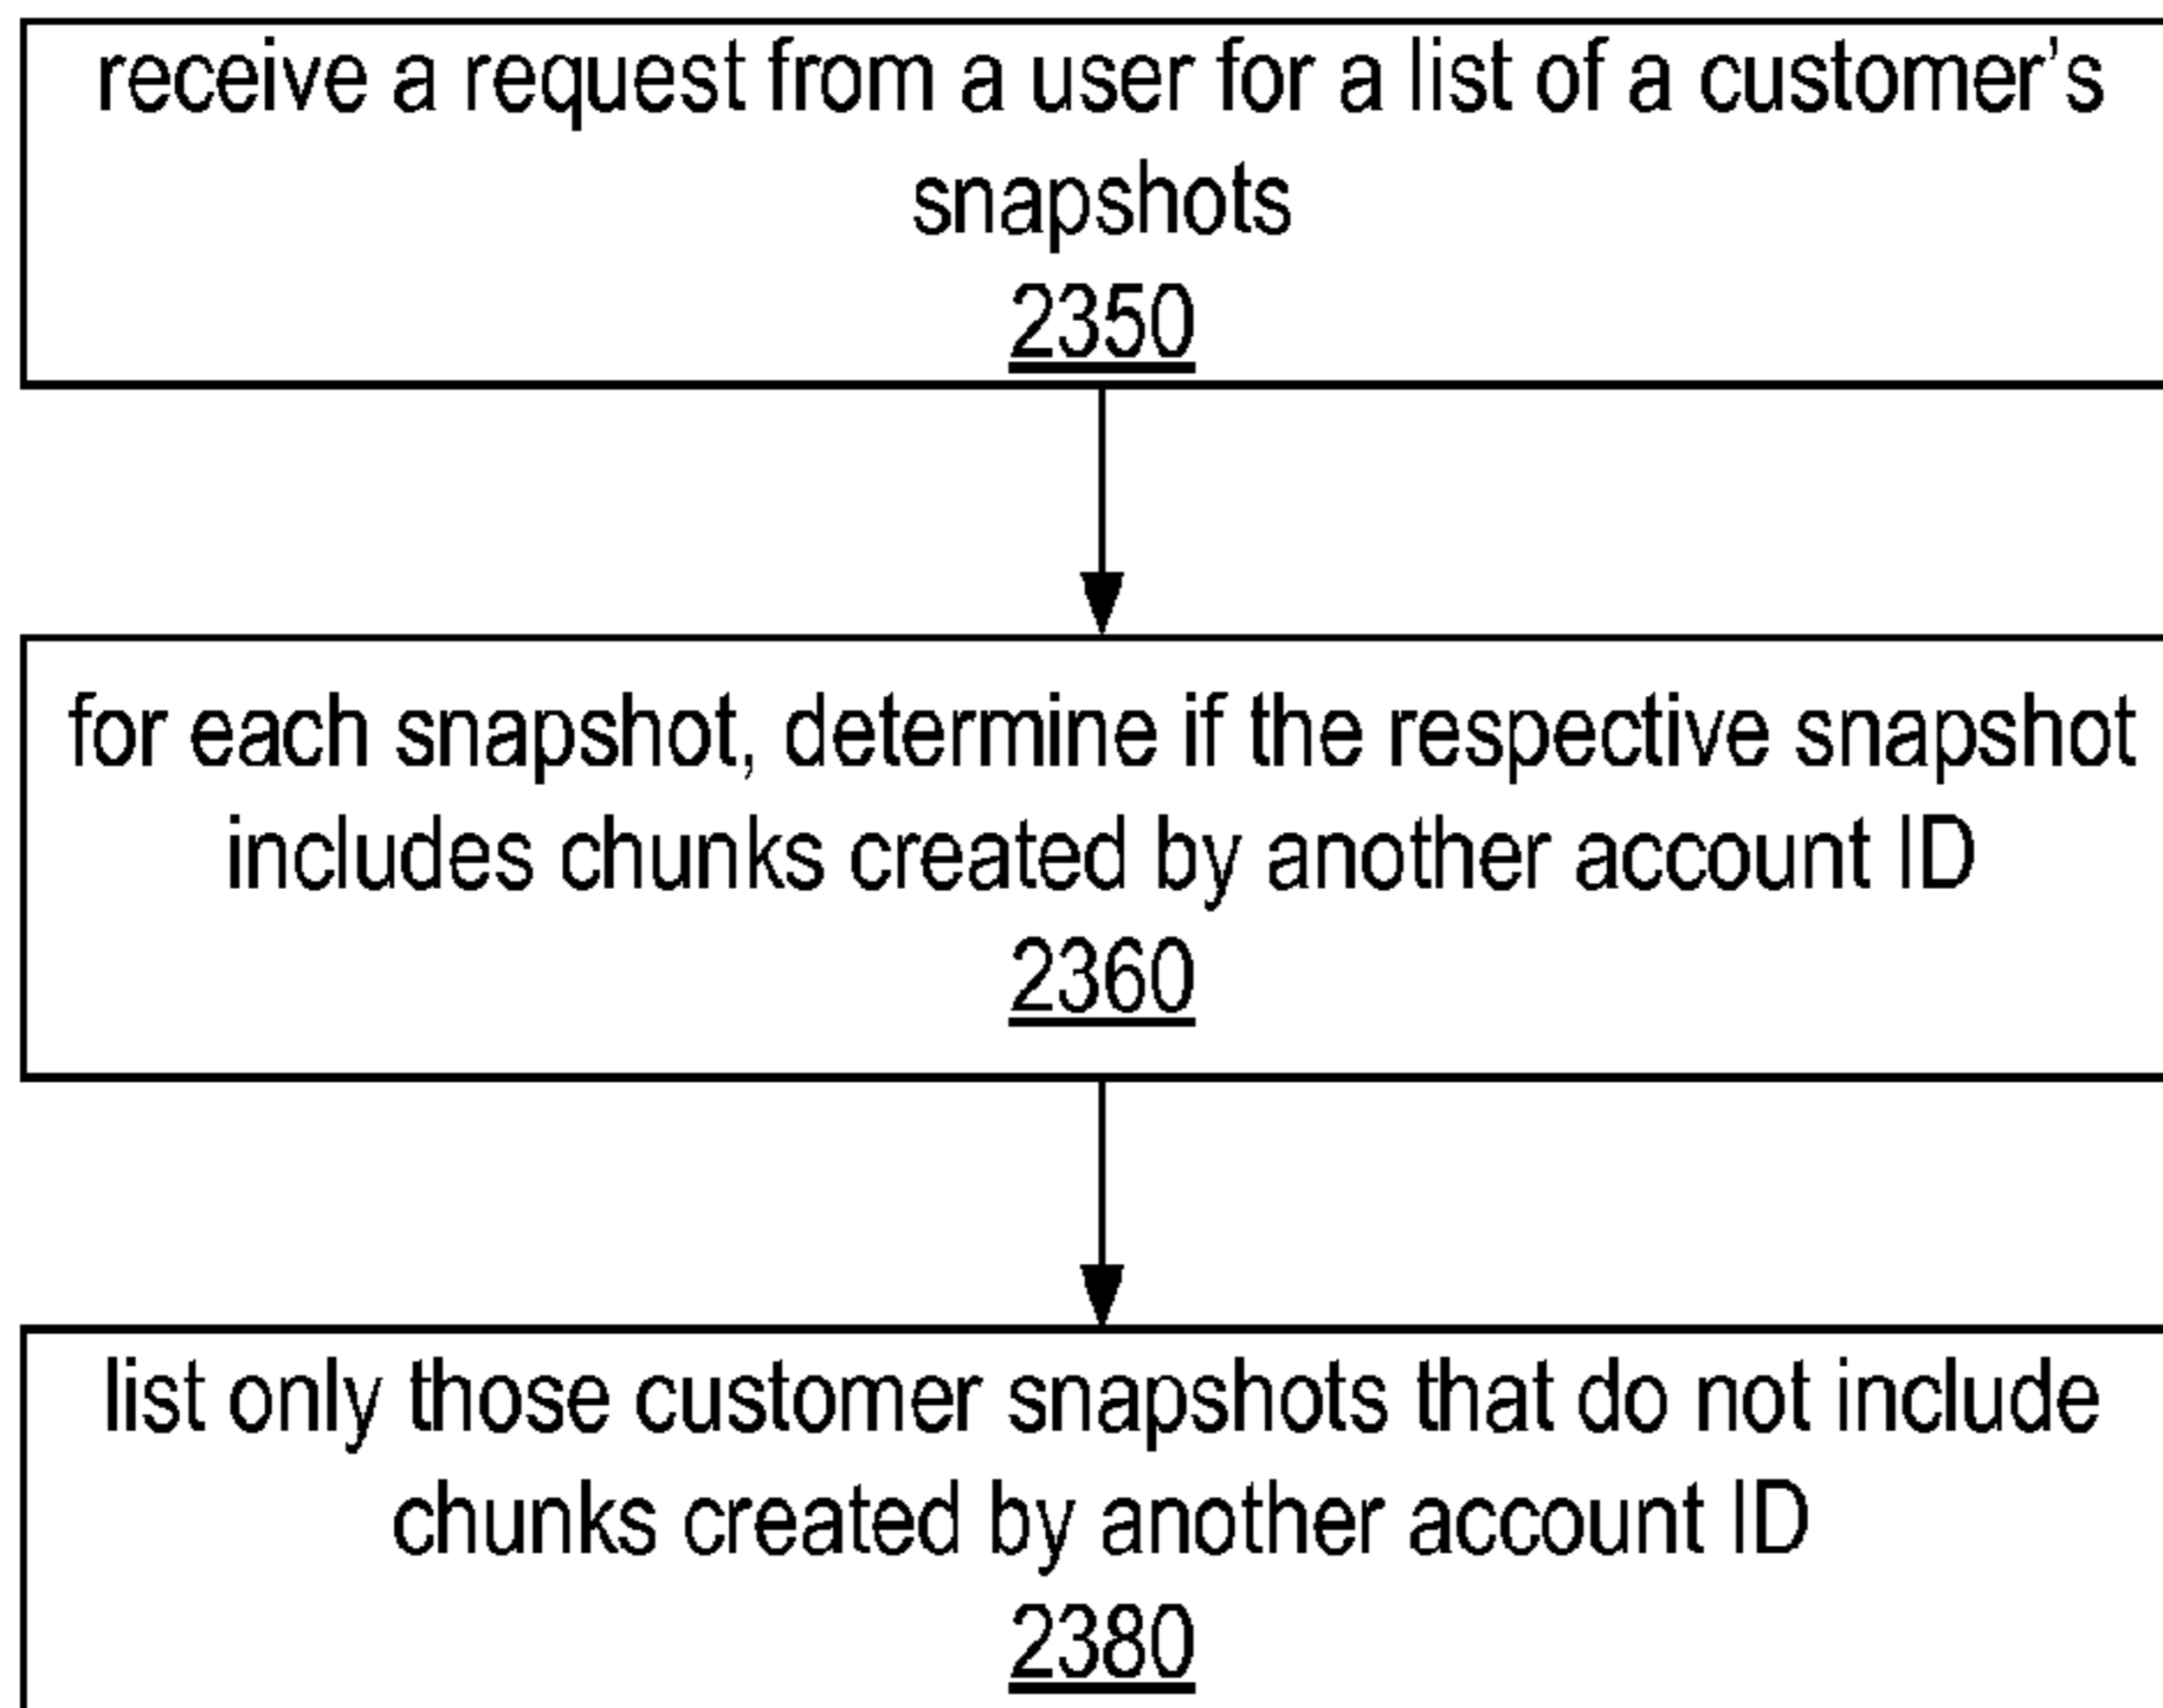 receive a request from a user for a list of a customer’s
snapshots
2350
for each snapshot, determine if the respective snapshot
includes chunks created by another account ID
2360
list only those customer snapshots that do not include
chunks created by another account ID
2380